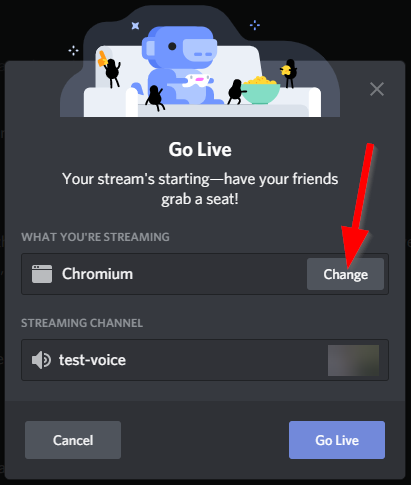 Go Live
Your stream's starting—have your friends
grab a seat!
WHAT YOU'RE STREAMING
Chromium
Change
STREAMING CHANNEL
test-voice
Cancel
Go Live